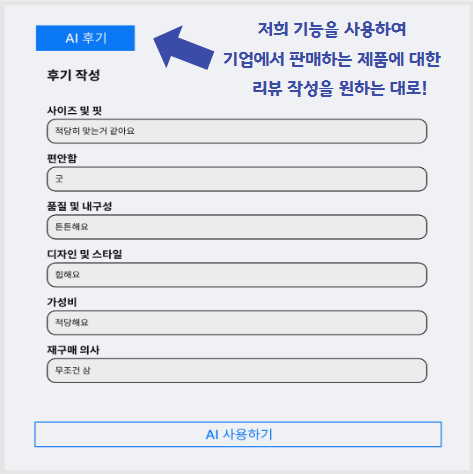 AI 후기
저희 기능을 사용하여
기업에서 판매하는 제품에 대한
리뷰 작성을 원하는 대로!
후기 작성
사이즈 및 핏
적당히 맞는거 같아요
편안함
굿
품질 및 내구성
튼튼해요
디자인 및 스타일
힙해요
가성비
적당해요
재구매 의사
무조건 삼
AI 사용하기